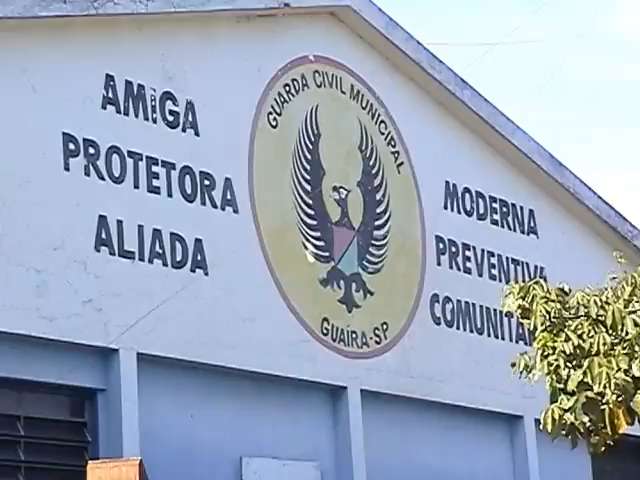 AMIGA
PROTETORA
ALIADA
GUARDA CIVIL MUNICIPAL
GUAÍRA-SP
MODERNA
PREVENTIVA